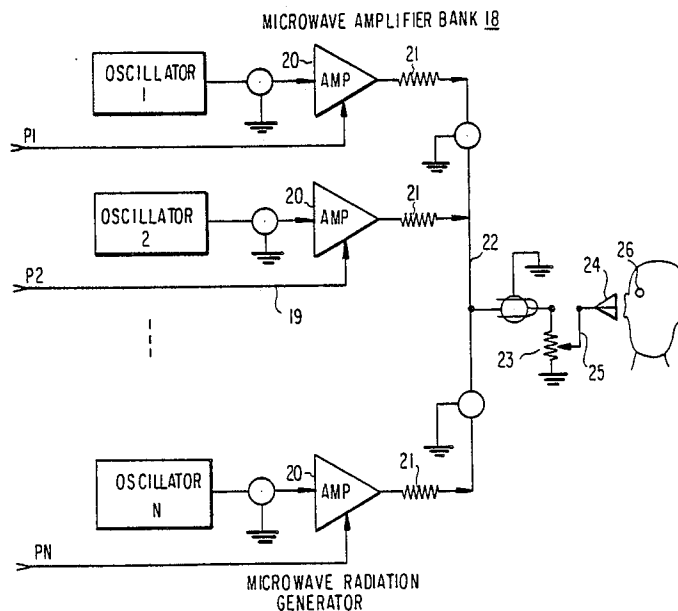 MICROWAVE AMPLIFIER BANK 18
OSCILLATOR
1
20
AMP
21
P1
OSCILLATOR
2
20
AMP
21
22
P2
19
24
26
23
25
OSCILLATOR
N
20
AMP
21
PN
MICROWAVE RADIATION
GENERATOR